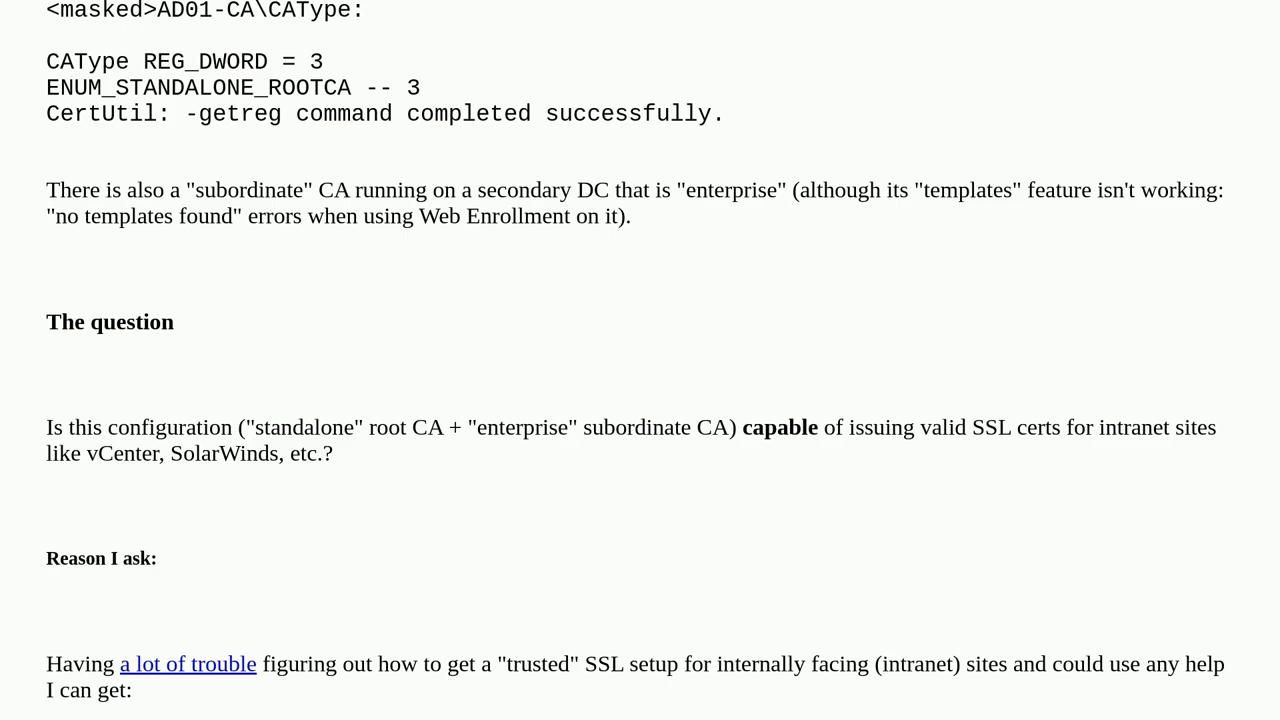 <masked>AD01-CA\CAType:
CAType REG_DWORD = 3
ENUM_STANDALONE_ROOTCA -- 3
CertUtil: -getreg command completed successfully.
There is also a "subordinate" CA running on a secondary DC that is "enterprise" (although its "templates" feature isn't working:
"no templates found" errors when using Web Enrollment on it).
The question
Is this configuration ("standalone" root CA + "enterprise" subordinate CA) capable of issuing valid SSL certs for intranet sites
like vCenter, SolarWinds, etc.?
Reason I ask:
Having a lot of trouble figuring out how to get a "trusted" SSL setup for internally facing (intranet) sites and could use any help
I can get: